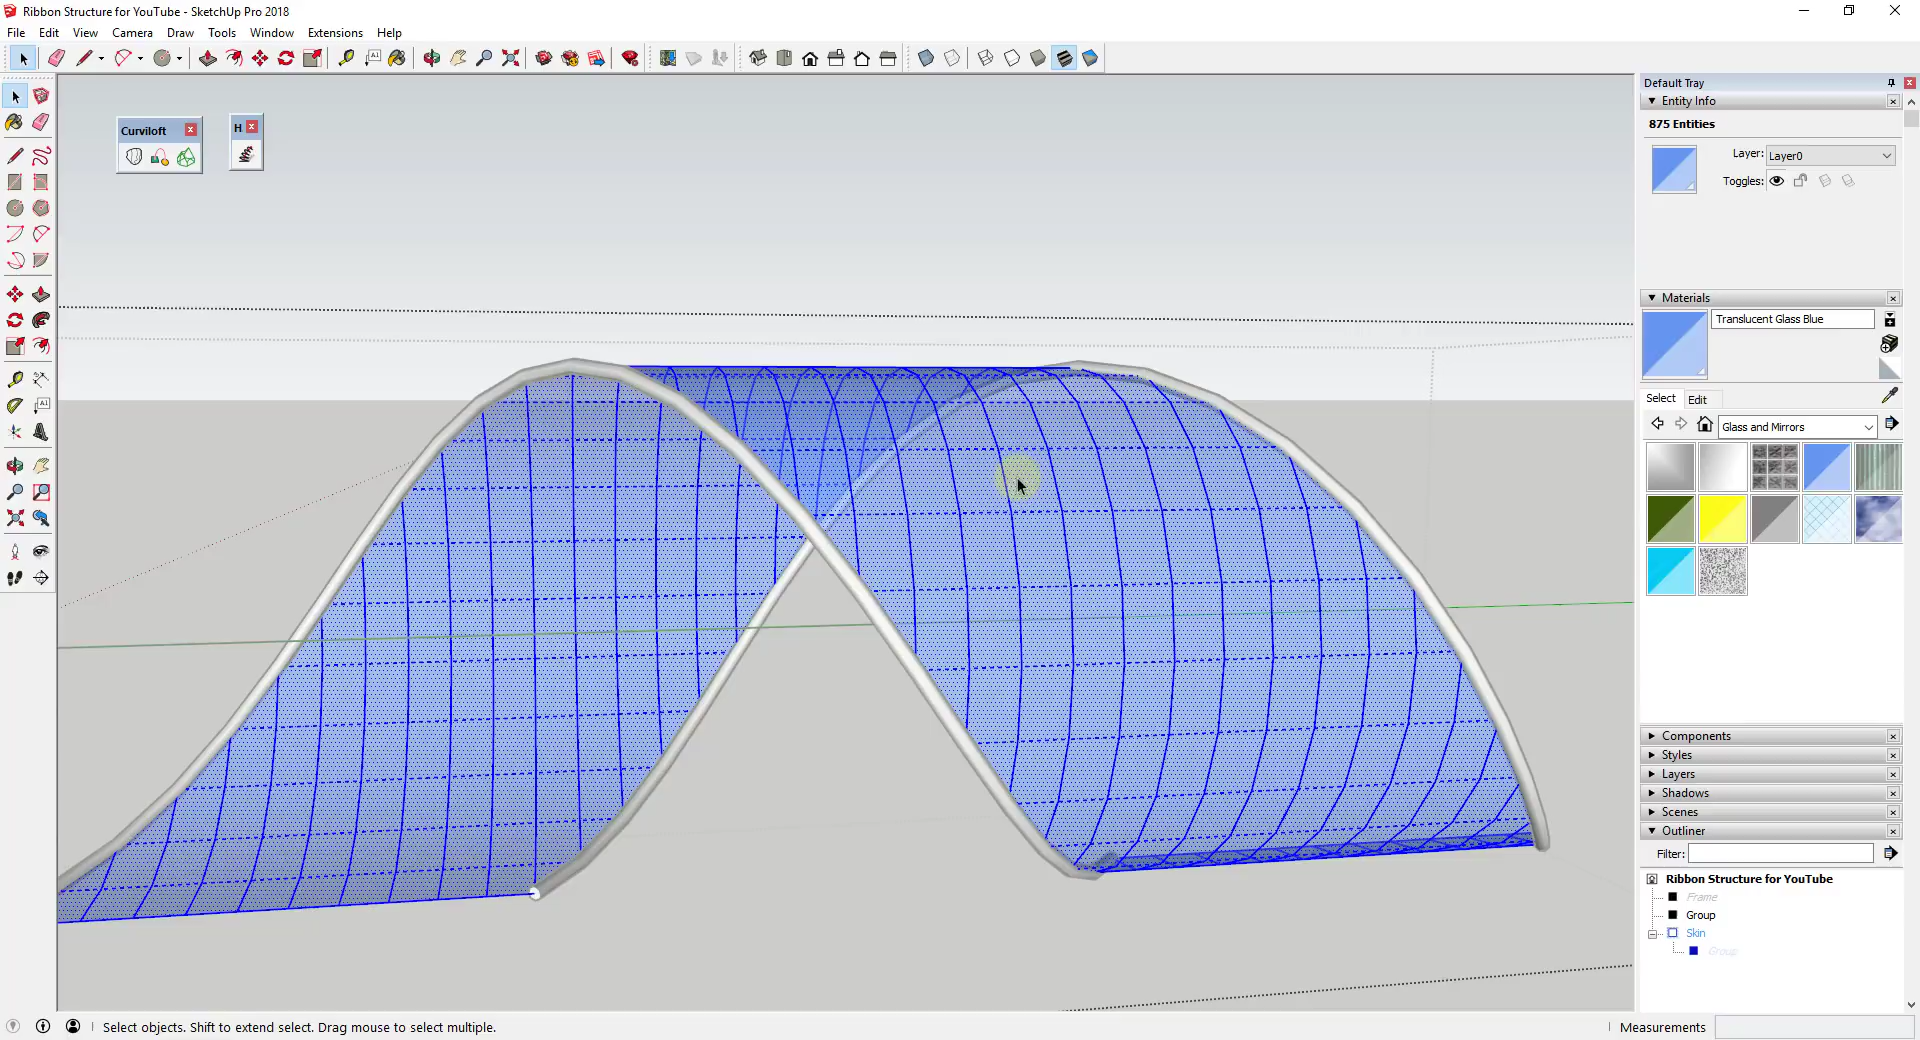 Ribbon Structure for YouTube - SketchUp Pro 2018
File Edit View Camera Draw Tools Window Extensions Help
Default Tray
Entity Info
875 Entities
Layer: Layer0
Toggles:
Curviloft
H
Materials
Translucent Glass Blue
Select Edit
Glass and Mirrors
Components
Styles
Layers
Shadows
Scenes
Outliner
Filter:
Ribbon Structure for YouTube
Frame
Group
Skin
Group
Select objects. Shift to extend select. Drag mouse to select multiple.
Measurements